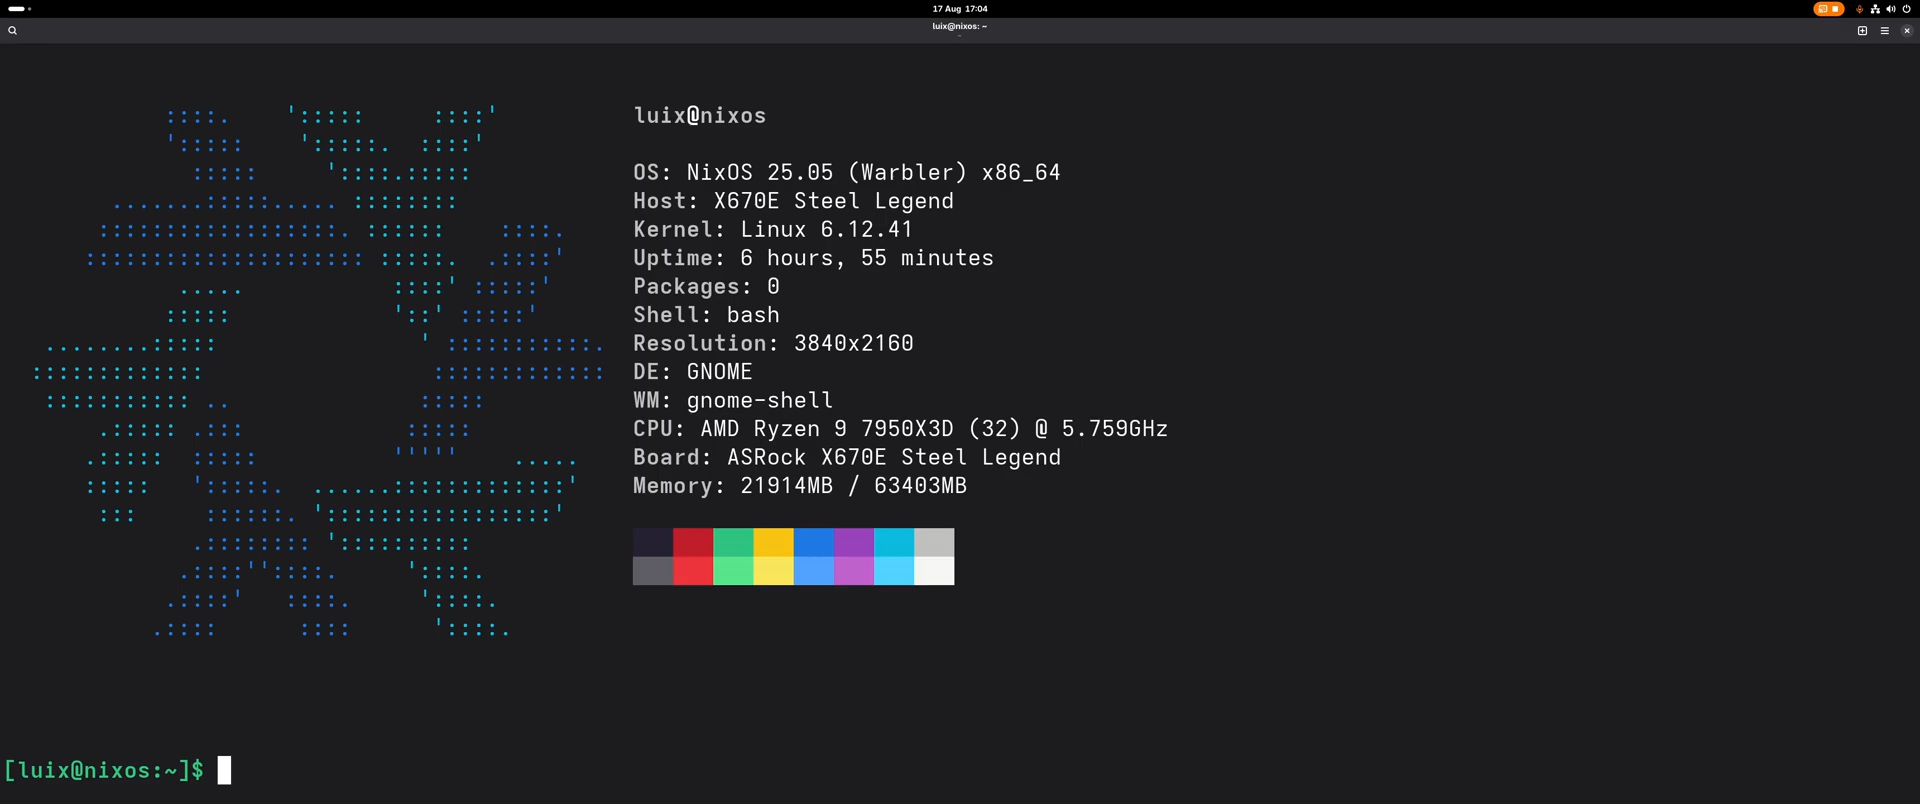 17 Aug 17:04
luix@nixos: ~
~
luix@nixos
OS: NixOS 25.05 (Warbler) x86_64
Host: X670E Steel Legend
Kernel: Linux 6.12.41
Uptime: 6 hours, 55 minutes
Packages: 0
Shell: bash
Resolution: 3840x2160
DE: GNOME
WM: gnome-shell
CPU: AMD Ryzen 9 7950X3D (32) @ 5.759GHz
Board: ASRock X670E Steel Legend
Memory: 21914MB / 63403MB
[luix@nixos:~]$